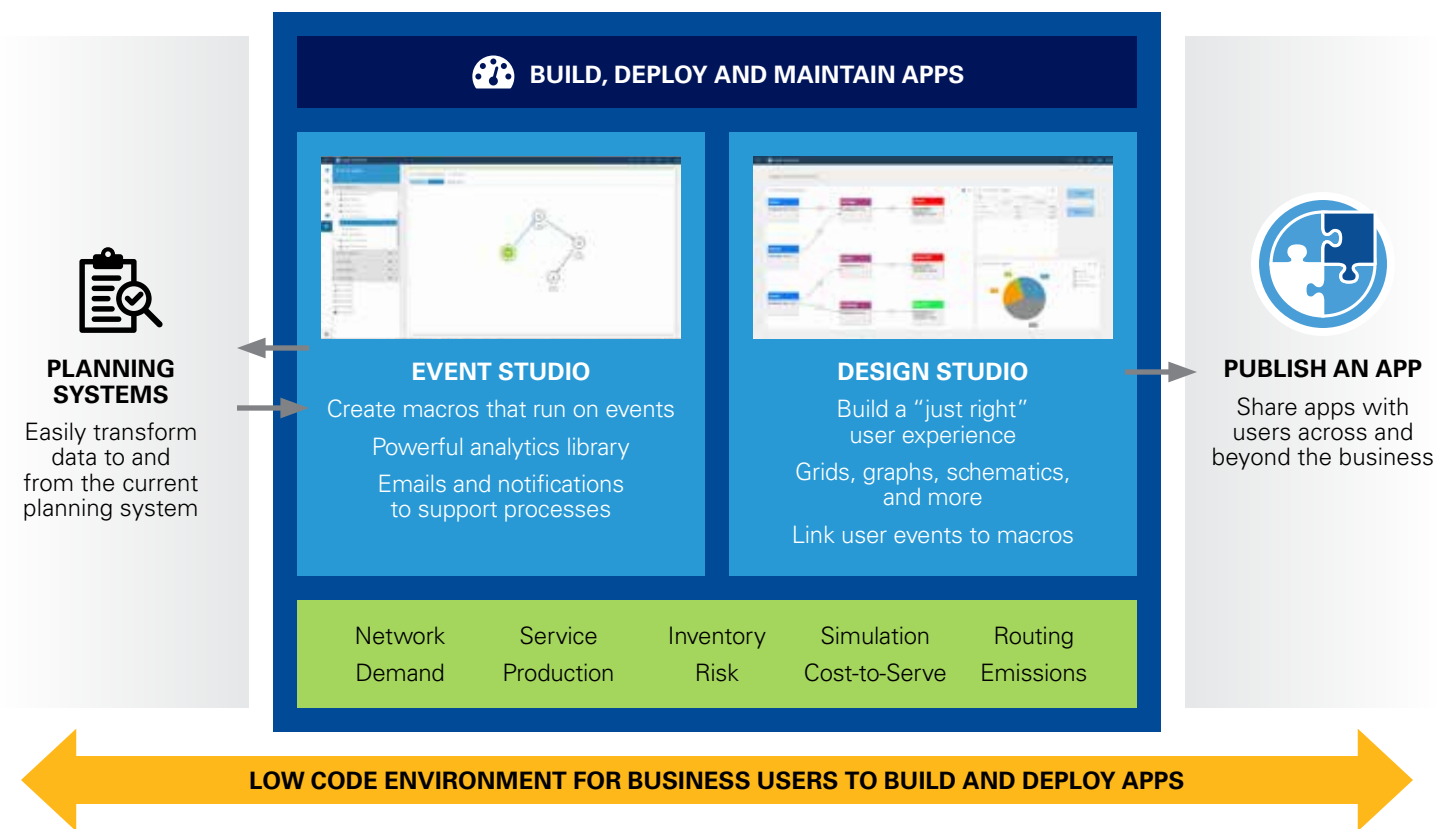 BUILD, DEPLOY AND MAINTAIN APPS
PLANNING
SYSTEMS
Easily transform
data to and
from the current
planning system
EVENT STUDIO
Create macros that run on events
Powerful analytics library
Emails and notifications
to support processes
DESIGN STUDIO
Build a “just right”
user experience
Grids, graphs, schematics,
and more
Link user events to macros
PUBLISH AN APP
Share apps with
users across and
beyond the business
Network Service Inventory Simulation Routing
Demand Production Risk Cost-to-Serve Emissions
LOW CODE ENVIRONMENT FOR BUSINESS USERS TO BUILD AND DEPLOY APPS